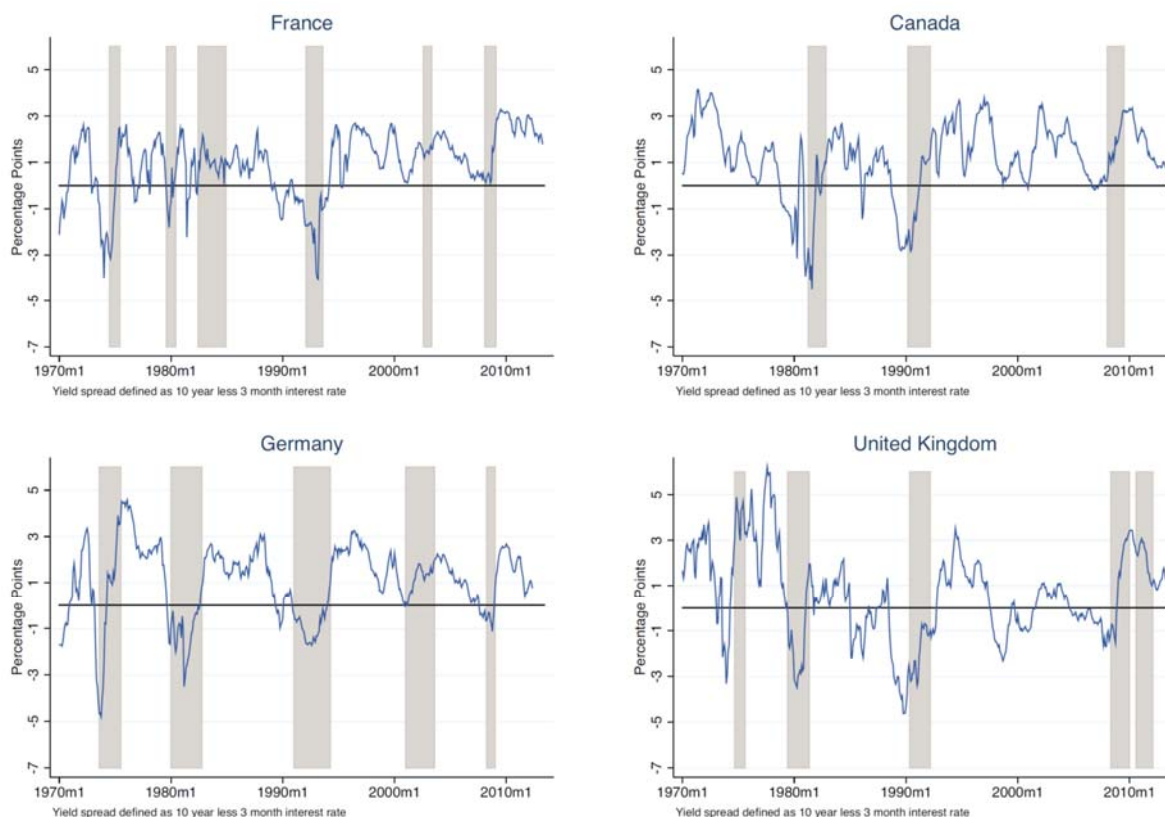 France
Percentage Points
5
3
1
-1
-3
-5
-7
1970m1 1980m1 1990m1 2000m1 2010m1
Yield spread defined as 10 year less 3 month interest rate
Canada
Percentage Points
5
3
1
-1
-3
-5
-7
1970m1 1980m1 1990m1 2000m1 2010m1
Yield spread defined as 10 year less 3 month interest rate
Germany
Percentage Points
5
3
1
-1
-3
-5
-7
1970m1 1980m1 1990m1 2000m1 2010m1
Yield spread defined as 10 year less 3 month interest rate
United Kingdom
Percentage Points
5
3
1
-1
-3
-5
-7
1970m1 1980m1 1990m1 2000m1 2010m1
Yield spread defined as 10 year less 3 month interest rate